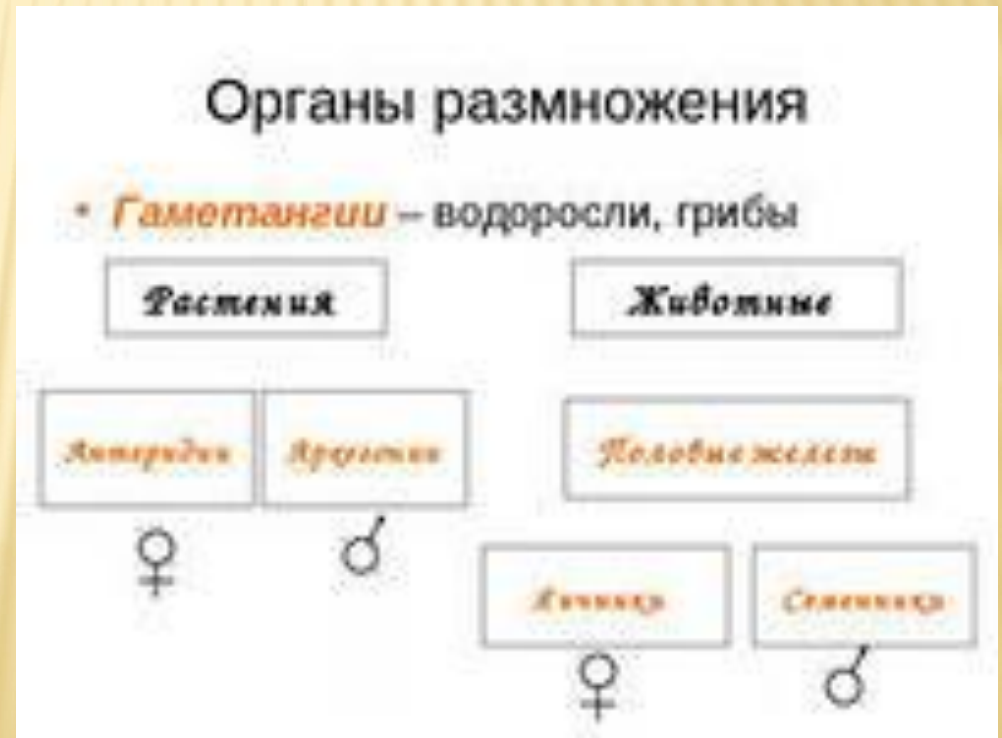 Органы размножения
• Гаметангии – водоросли, грибы
Растения
Животные
Антеридии
Архегонии
Половые железы
♀
♂
Яичники
Семенники
♀
♂